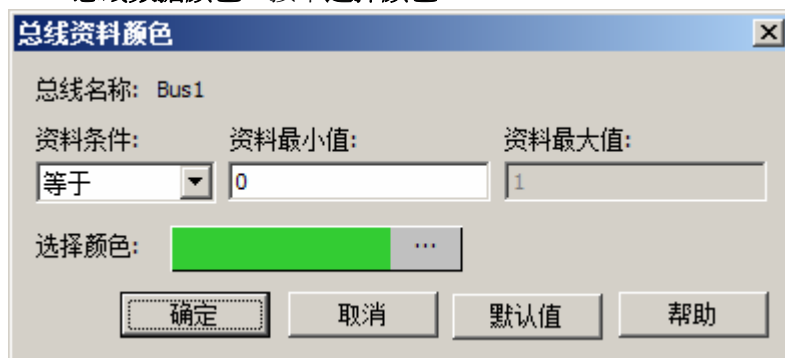 总线资料颜色
总线名称: Bus1
资料条件: 资料最小值: 资料最大值:
等于 0 1
选择颜色: ...
确定 取消 默认值 帮助